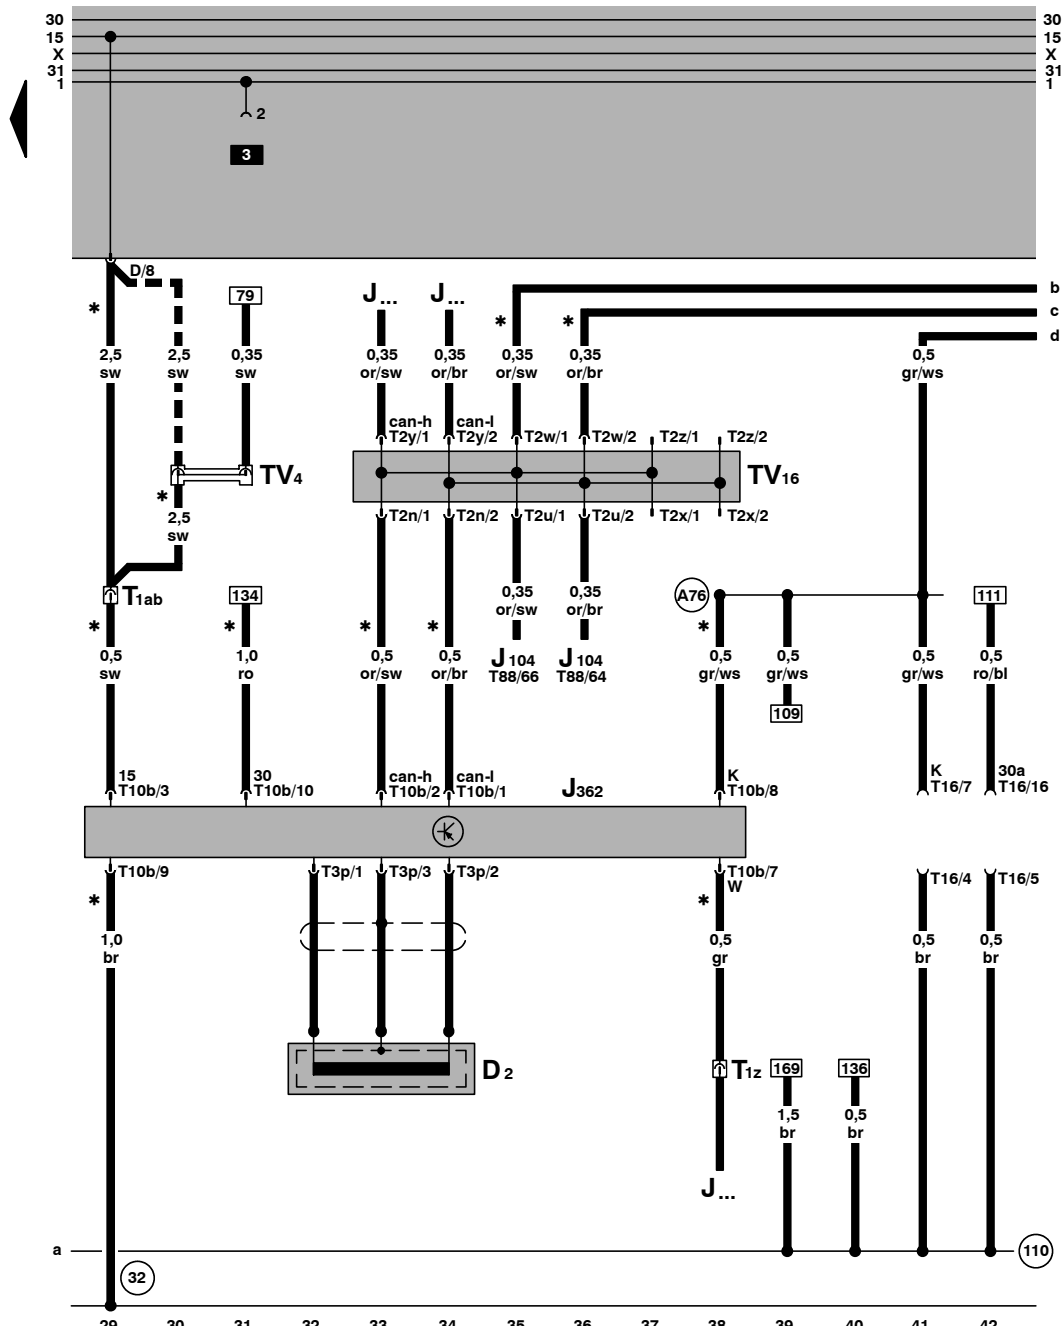 30 30
15 15
X X
31 31
1 1
2
3
D/8
79
J ...
J ...
b
c
d
*
*
*
2,5 2,5 0,35 0,35 0,35 0,35 0,35 0,5
sw sw sw or/sw or/br or/sw or/br gr/ws
can-h can-l
T2y/1 T2y/2 T2w/1 T2w/2 T2z/1 T2z/2
TV4
TV16
*
2,5
sw
T2n/1 T2n/2 T2u/1 T2u/2 T2x/1 T2x/2
T1ab
134
0,35 0,35
or/sw or/br
A76
111
* * * * *
0,5 1,0 0,5 0,5 J 104 J 104 0,5 0,5 0,5 0,5
sw ro or/sw or/br T88/66 T88/64 gr/ws gr/ws gr/ws ro/bl
109
15 30 can-h can-l K K 30a
T10b/3 T10b/10 T10b/2 T10b/1 J362 T10b/8 T16/7 T16/16
T10b/9 T3p/1 T3p/3 T3p/2 T10b/7 T16/4 T16/5
W
* *
1,0 0,5 0,5 0,5
br gr br br
D 2
T1z
169
136
1,5 0,5
br br
J ...
a
110
32
29 30 31 32 33 34 35 36 37 38 39 40 41 42